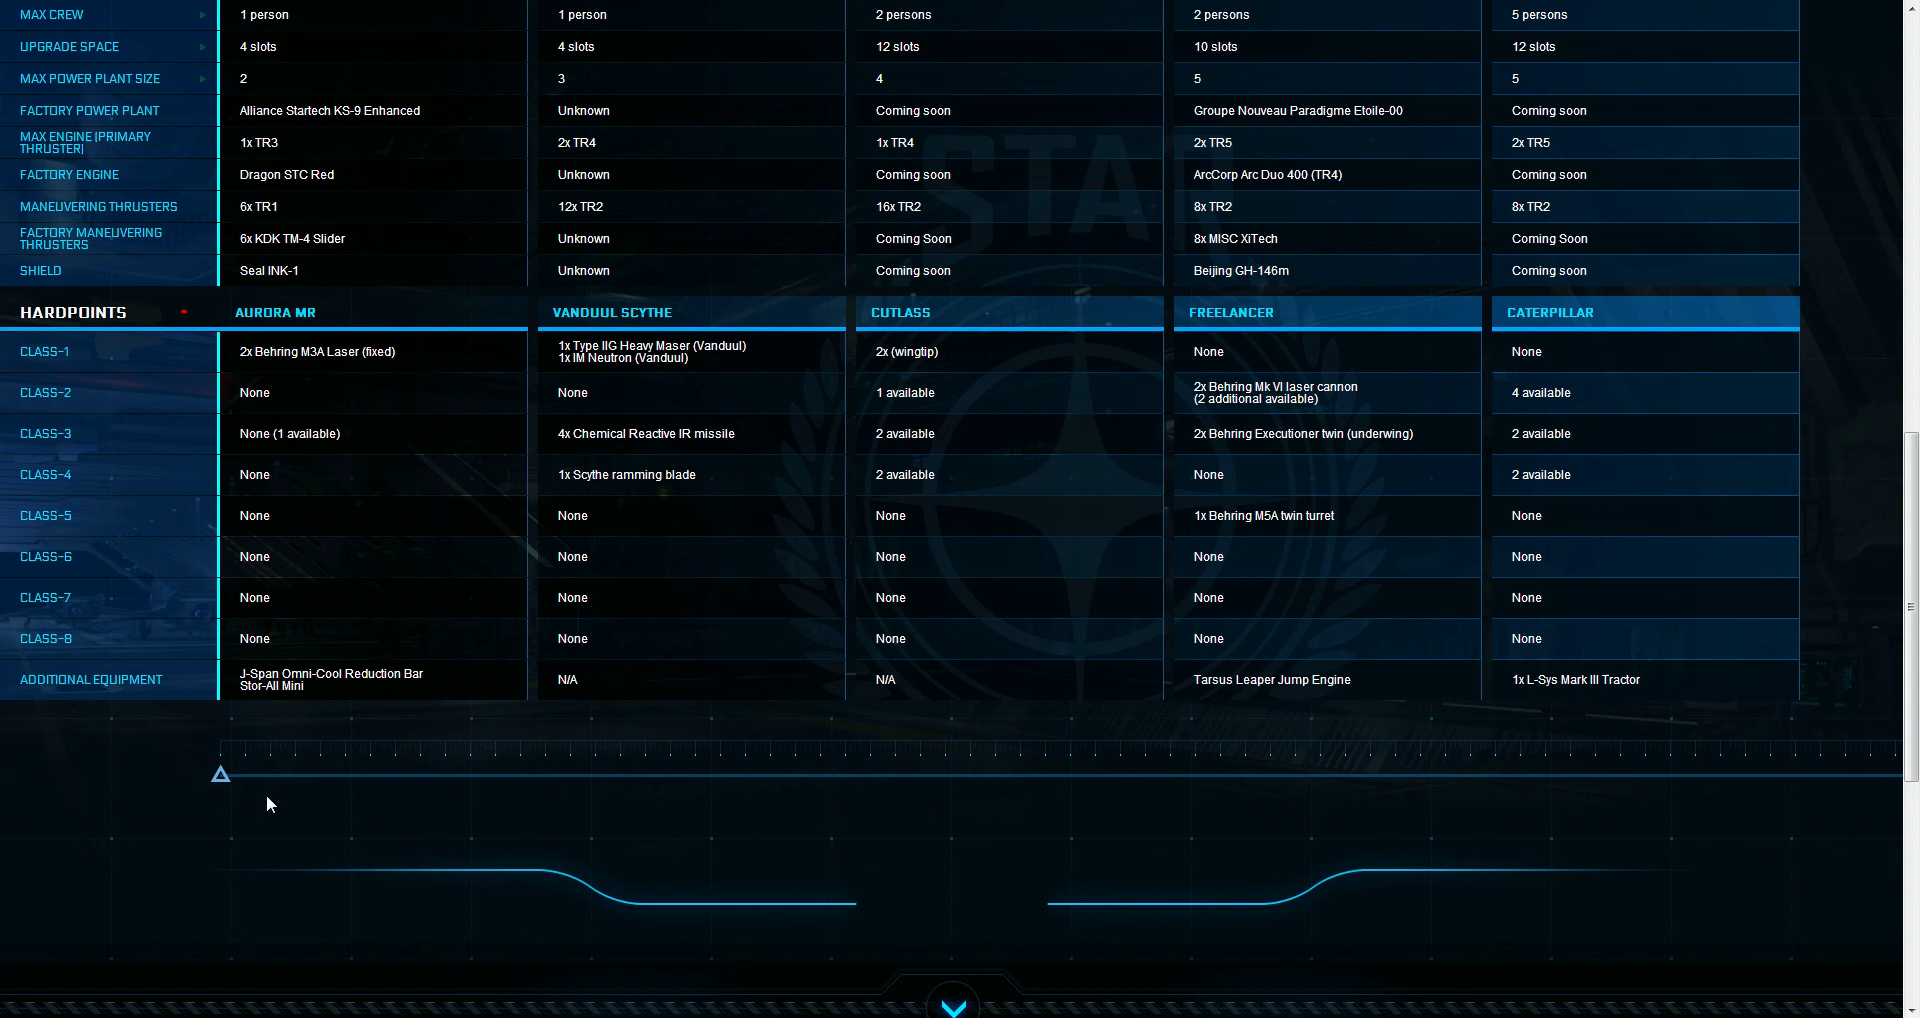 MAX CREW 1 person 1 person 2 persons 2 persons 5 persons
UPGRADE SPACE 4 slots 4 slots 12 slots 10 slots 12 slots
MAX POWER PLANT SIZE 2 3 4 5 5
FACTORY POWER PLANT Alliance Startech KS-9 Enhanced Unknown Coming soon Groupe Nouveau Paradigme Etoile-00 Coming soon
MAX ENGINE (PRIMARY
THRUSTER) 1x TR3 2x TR4 1x TR4 2x TR5 2x TR5
FACTORY ENGINE Dragon STC Red Unknown Coming soon ArcCorp Arc Duo 400 (TR4) Coming soon
MANEUVERING THRUSTERS 6x TR1 12x TR2 16x TR2 8x TR2 8x TR2
FACTORY MANEUVERING
THRUSTERS 6x KDK TM-4 Slider Unknown Coming Soon 8x MISC XiTech Coming Soon
SHIELD Seal INK-1 Unknown Coming soon Beijing GH-146m Coming soon
HARDPOINTS AURORA MR VANDUUL SCYTHE CUTLASS FREELANCER CATERPILLAR
CLASS-1 2x Behring M3A Laser (fixed) 1x Type IIG Heavy Maser (Vanduul)
1x IM Neutron (Vanduul) 2x (wingtip) None None
CLASS-2 None None 1 available 2x Behring Mk VI laser cannon
(2 additional available) 4 available
CLASS-3 None (1 available) 4x Chemical Reactive IR missile 2 available 2x Behring Executioner twin (underwing) 2 available
CLASS-4 None 1x Scythe ramming blade 2 available None 2 available
CLASS-5 None None None 1x Behring M5A twin turret None
CLASS-6 None None None None None
CLASS-7 None None None None None
CLASS-8 None None None None None
ADDITIONAL EQUIPMENT J-Span Omni-Cool Reduction Bar
Stor-All Mini N/A N/A Tarsus Leaper Jump Engine 1x L-Sys Mark III Tractor